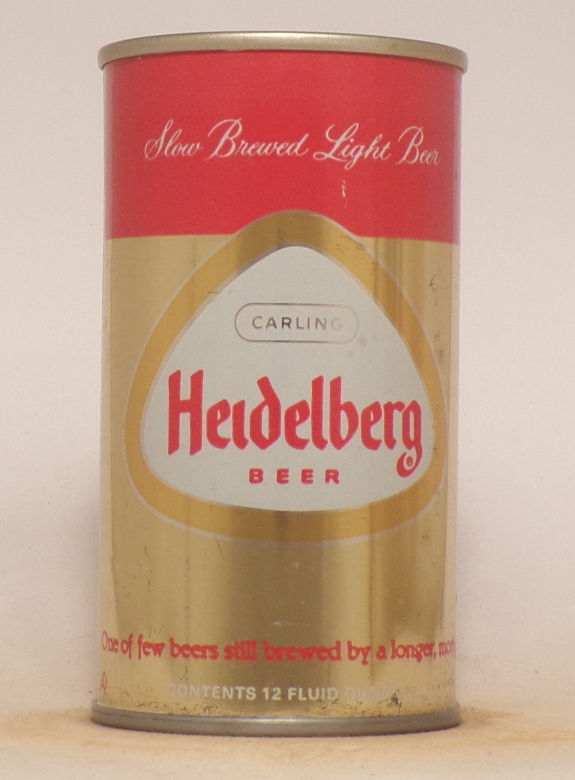 Slow Brewed Light Beer
CARLING
®
Heidelberg
BEER
One of few beers still brewed by a longer,
CONTENTS 12 FLUID